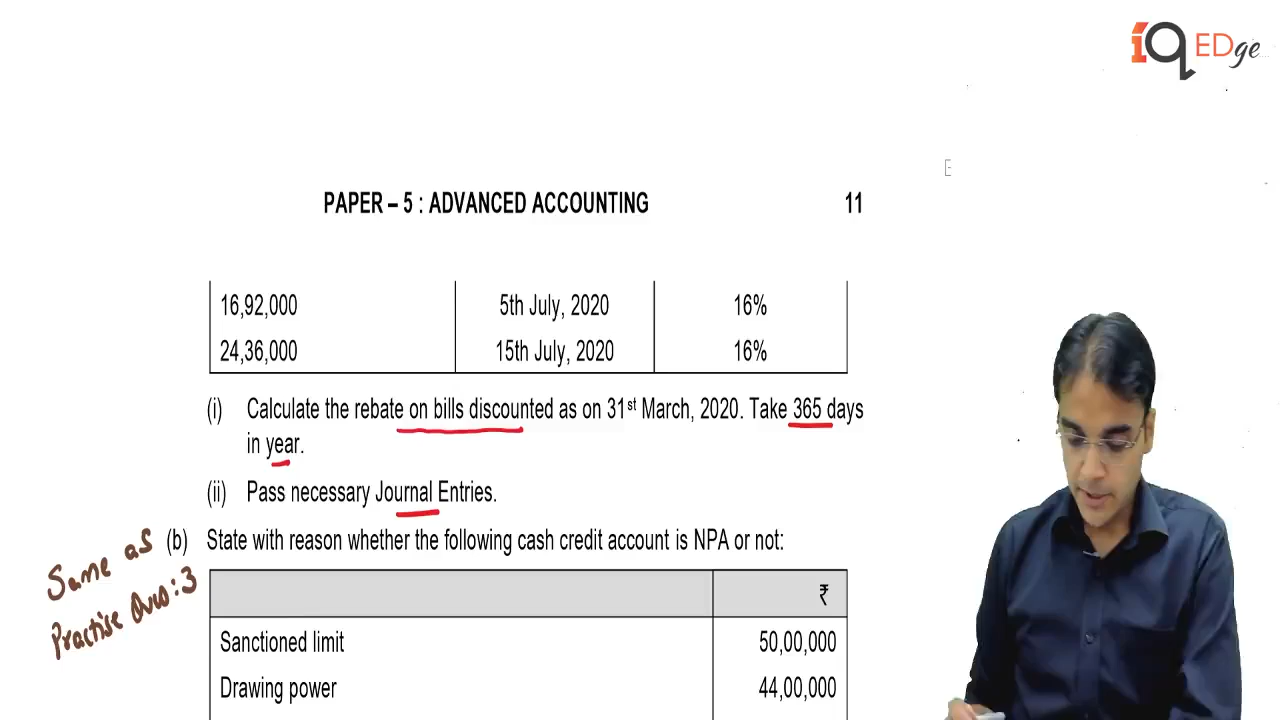 iQ EDge
PAPER – 5 : ADVANCED ACCOUNTING 11
16,92,000 5th July, 2020 16%
24,36,000 15th July, 2020 16%
(i) Calculate the rebate on bills discounted as on 31st March, 2020. Take 365 days
in year.
(ii) Pass necessary Journal Entries.
(b) State with reason whether the following cash credit account is NPA or not:
Same as
Practise Ques:3
₹
Sanctioned limit 50,00,000
Drawing power 44,00,000